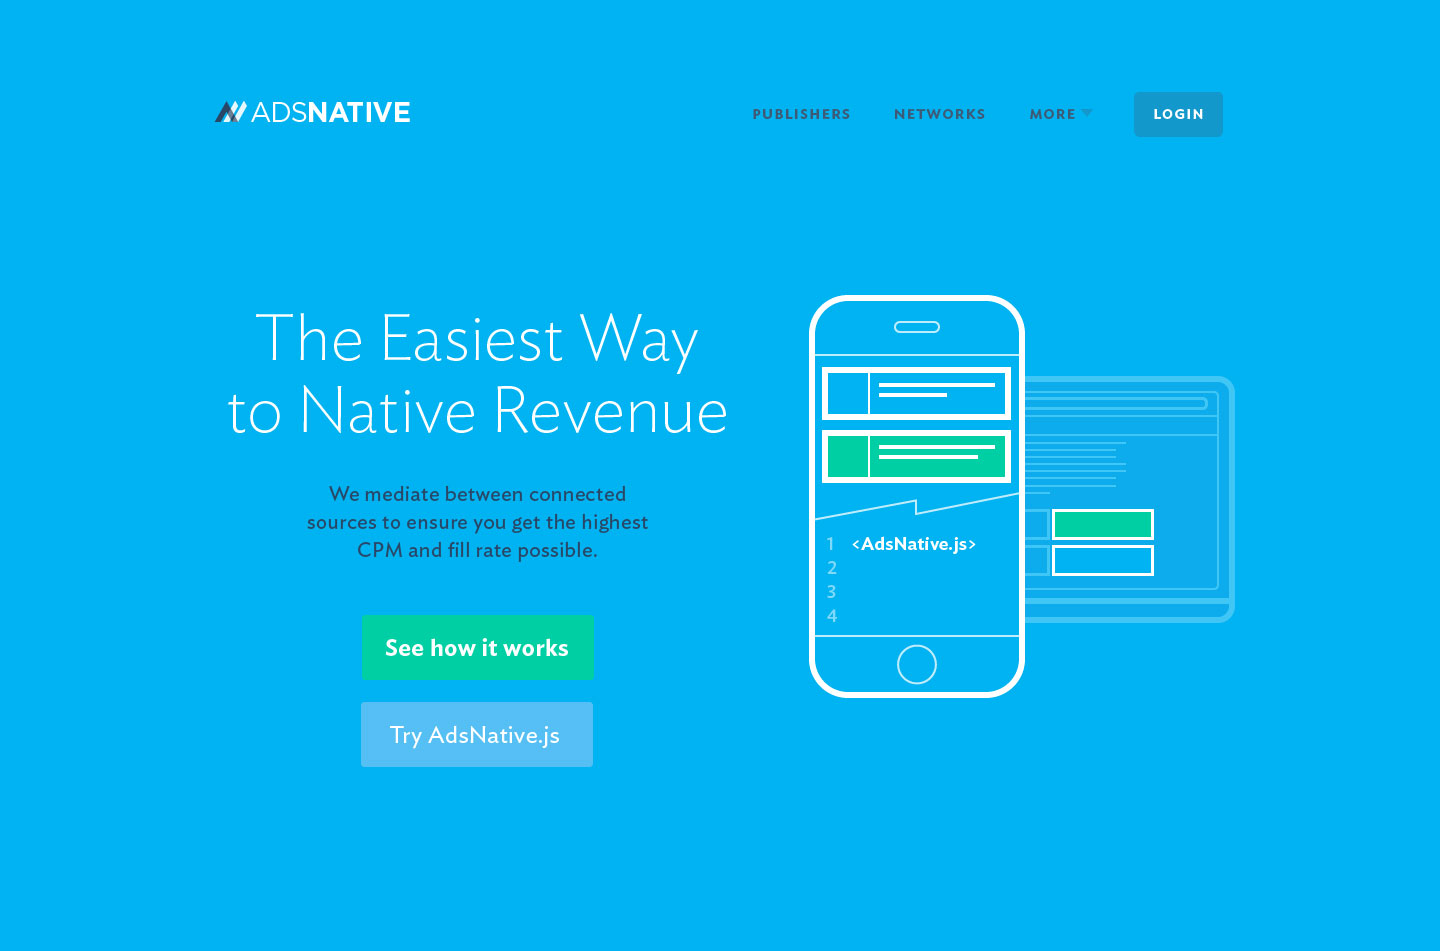 ADSNATIVE
PUBLISHERS NETWORKS MORE LOGIN
The Easiest Way
to Native Revenue
We mediate between connected
sources to ensure you get the highest
CPM and fill rate possible.
See how it works
Try AdsNative.js
1 <AdsNative.js>
2
3
4